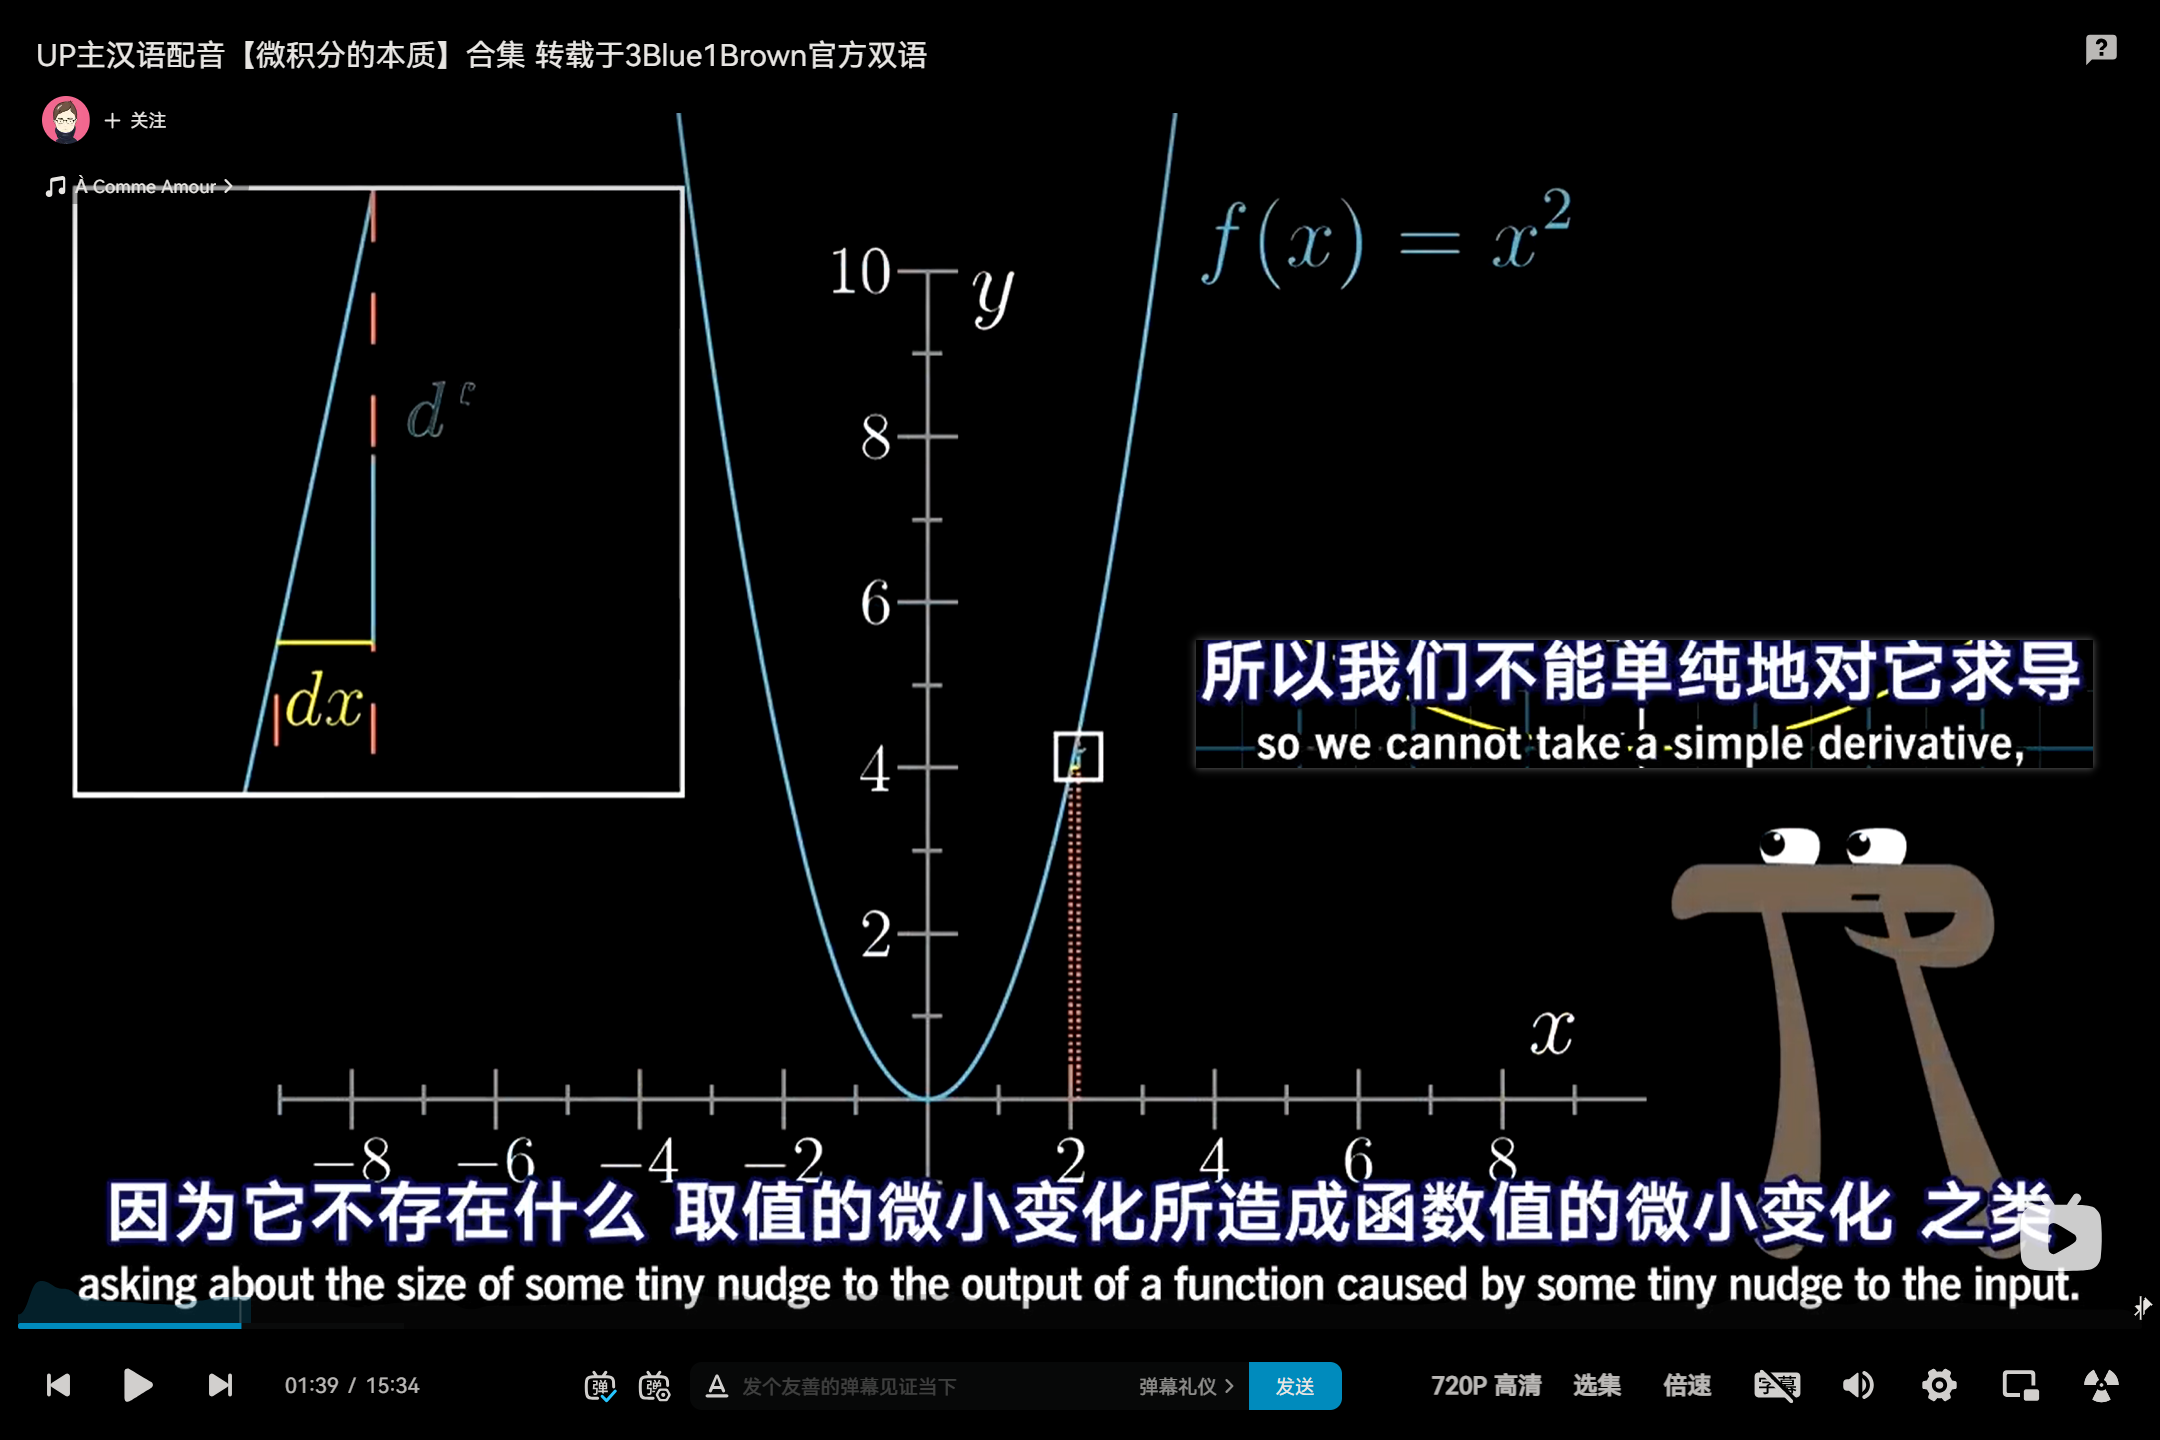 UP主汉语配音【微积分的本质】合集 转载于3Blue1Brown官方双语
+ 关注
À Comme Amour
f(x) = x²
10
y
8
6
4
2
d
dx
所以我们不能单纯地对它求导
so we cannot take a simple derivative,
x
−8 −6 −4 −2 2 4 6 8
因为它不存在什么 取值的微小变化所造成函数值的微小变化 之类
asking about the size of some tiny nudge to the output of a function caused by some tiny nudge to the input.
01:39 / 15:34
弹 弹
A 发个友善的弹幕见证当下
弹幕礼仪
发送
720P 高清
选集
倍速
字幕